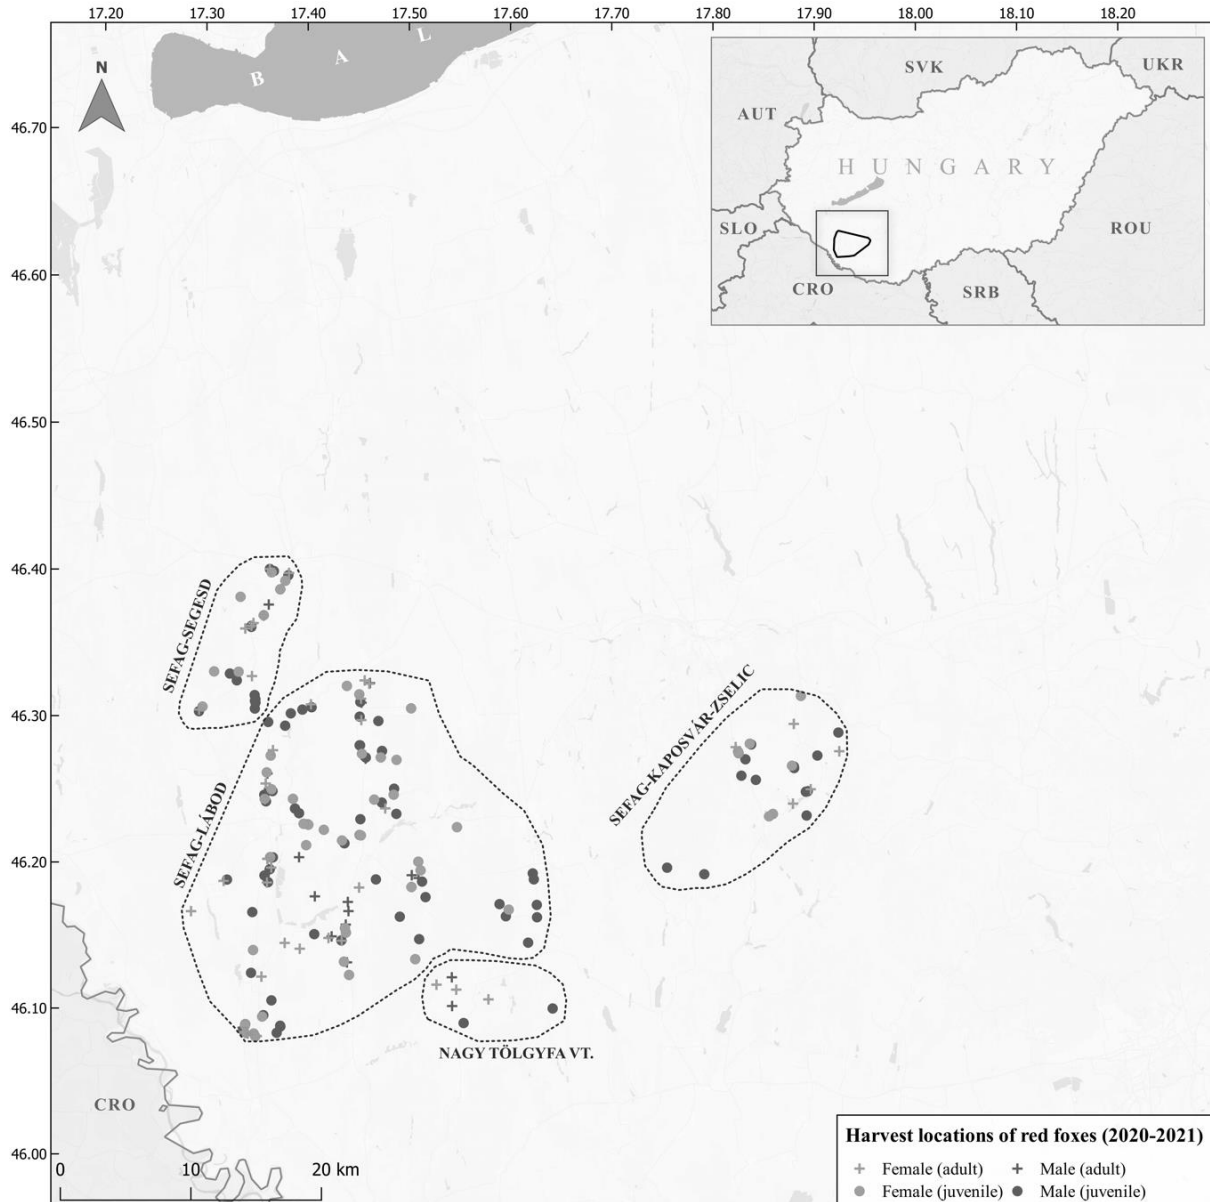 17.20 17.30 17.40 17.50 17.60 17.70 17.80 17.90 18.00 18.10 18.20
B A L
N
46.70
46.60
46.50
46.40
46.30
46.20
46.10
46.00
SVK
UKR
AUT
HUNGARY
SLO
ROU
CRO
SRB
SEFAG-SEGESD
SEFAG-LÁBOD
SEFAG-KAPOSVÁR-ZSELIC
NAGY TÖLGYFA VT.
CRO
0 10 20 km
Harvest locations of red foxes (2020-2021)
Female (adult) Male (adult)
Female (juvenile) Male (juvenile)